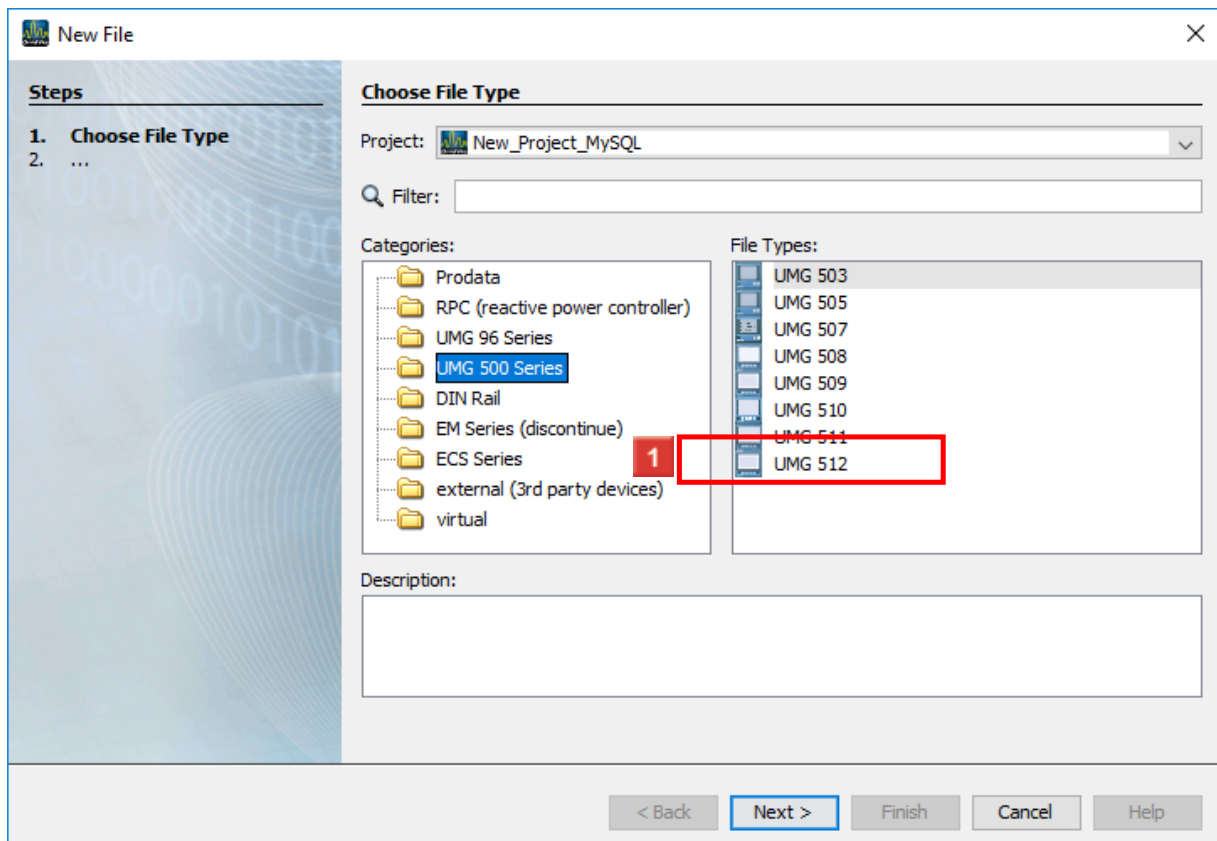 New File
Steps
1. Choose File Type
2. ...
Choose File Type
Project: New_Project_MySQL
Filter:
Categories:
Prodata
RPC (reactive power controller)
UMG 96 Series
UMG 500 Series
DIN Rail
EM Series (discontinue)
ECS Series
external (3rd party devices)
virtual
File Types:
UMG 503
UMG 505
UMG 507
UMG 508
UMG 509
UMG 510
UMG 511
UMG 512
1
Description:
< Back
Next >
Finish
Cancel
Help